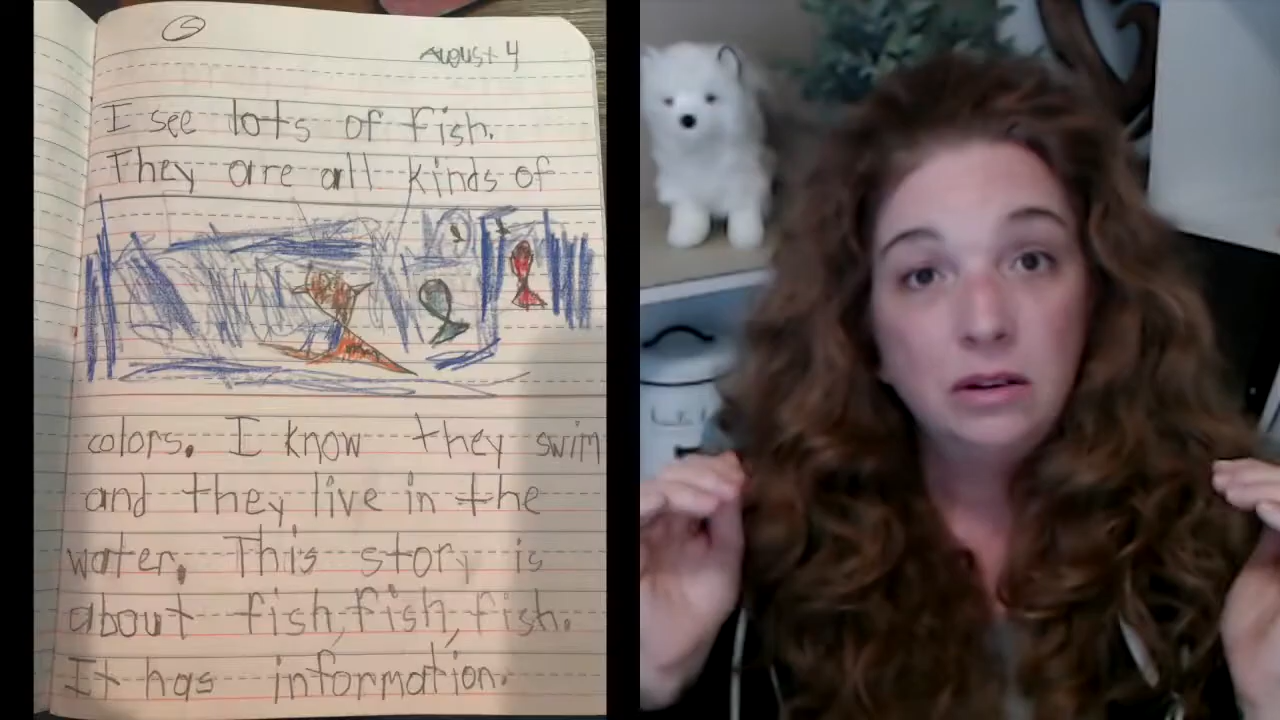 5
August 4
I see lots of fish.
They are all kinds of
colors. I know they swim
and they live in the
water. This story is
about fish, fish, fish.
It has information.